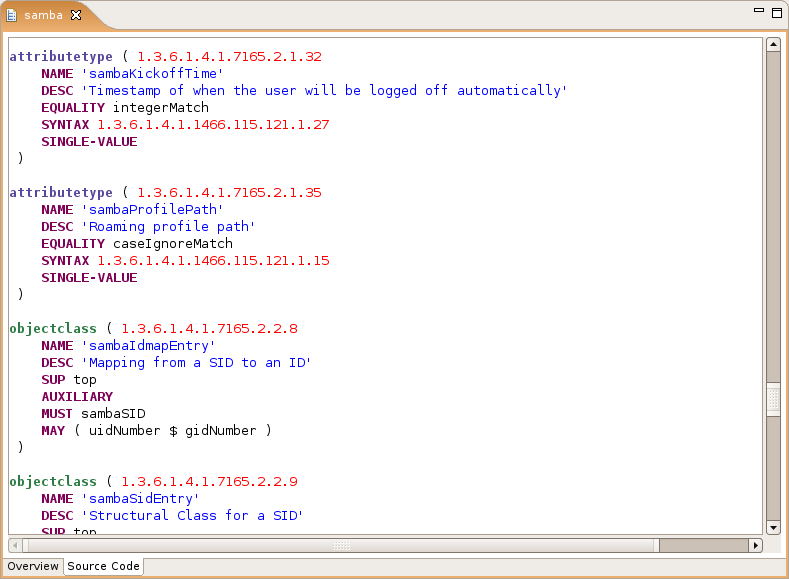 samba
attributetype ( 1.3.6.1.4.1.7165.2.1.32
NAME 'sambaKickoffTime'
DESC 'Timestamp of when the user will be logged off automatically'
EQUALITY integerMatch
SYNTAX 1.3.6.1.4.1.1466.115.121.1.27
SINGLE-VALUE
)
attributetype ( 1.3.6.1.4.1.7165.2.1.35
NAME 'sambaProfilePath'
DESC 'Roaming profile path'
EQUALITY caseIgnoreMatch
SYNTAX 1.3.6.1.4.1.1466.115.121.1.15
SINGLE-VALUE
)
objectclass ( 1.3.6.1.4.1.7165.2.2.8
NAME 'sambaIdmapEntry'
DESC 'Mapping from a SID to an ID'
SUP top
AUXILIARY
MUST sambaSID
MAY ( uidNumber $ gidNumber )
)
objectclass ( 1.3.6.1.4.1.7165.2.2.9
NAME 'sambaSidEntry'
DESC 'Structural Class for a SID'
SUP top
Overview Source Code